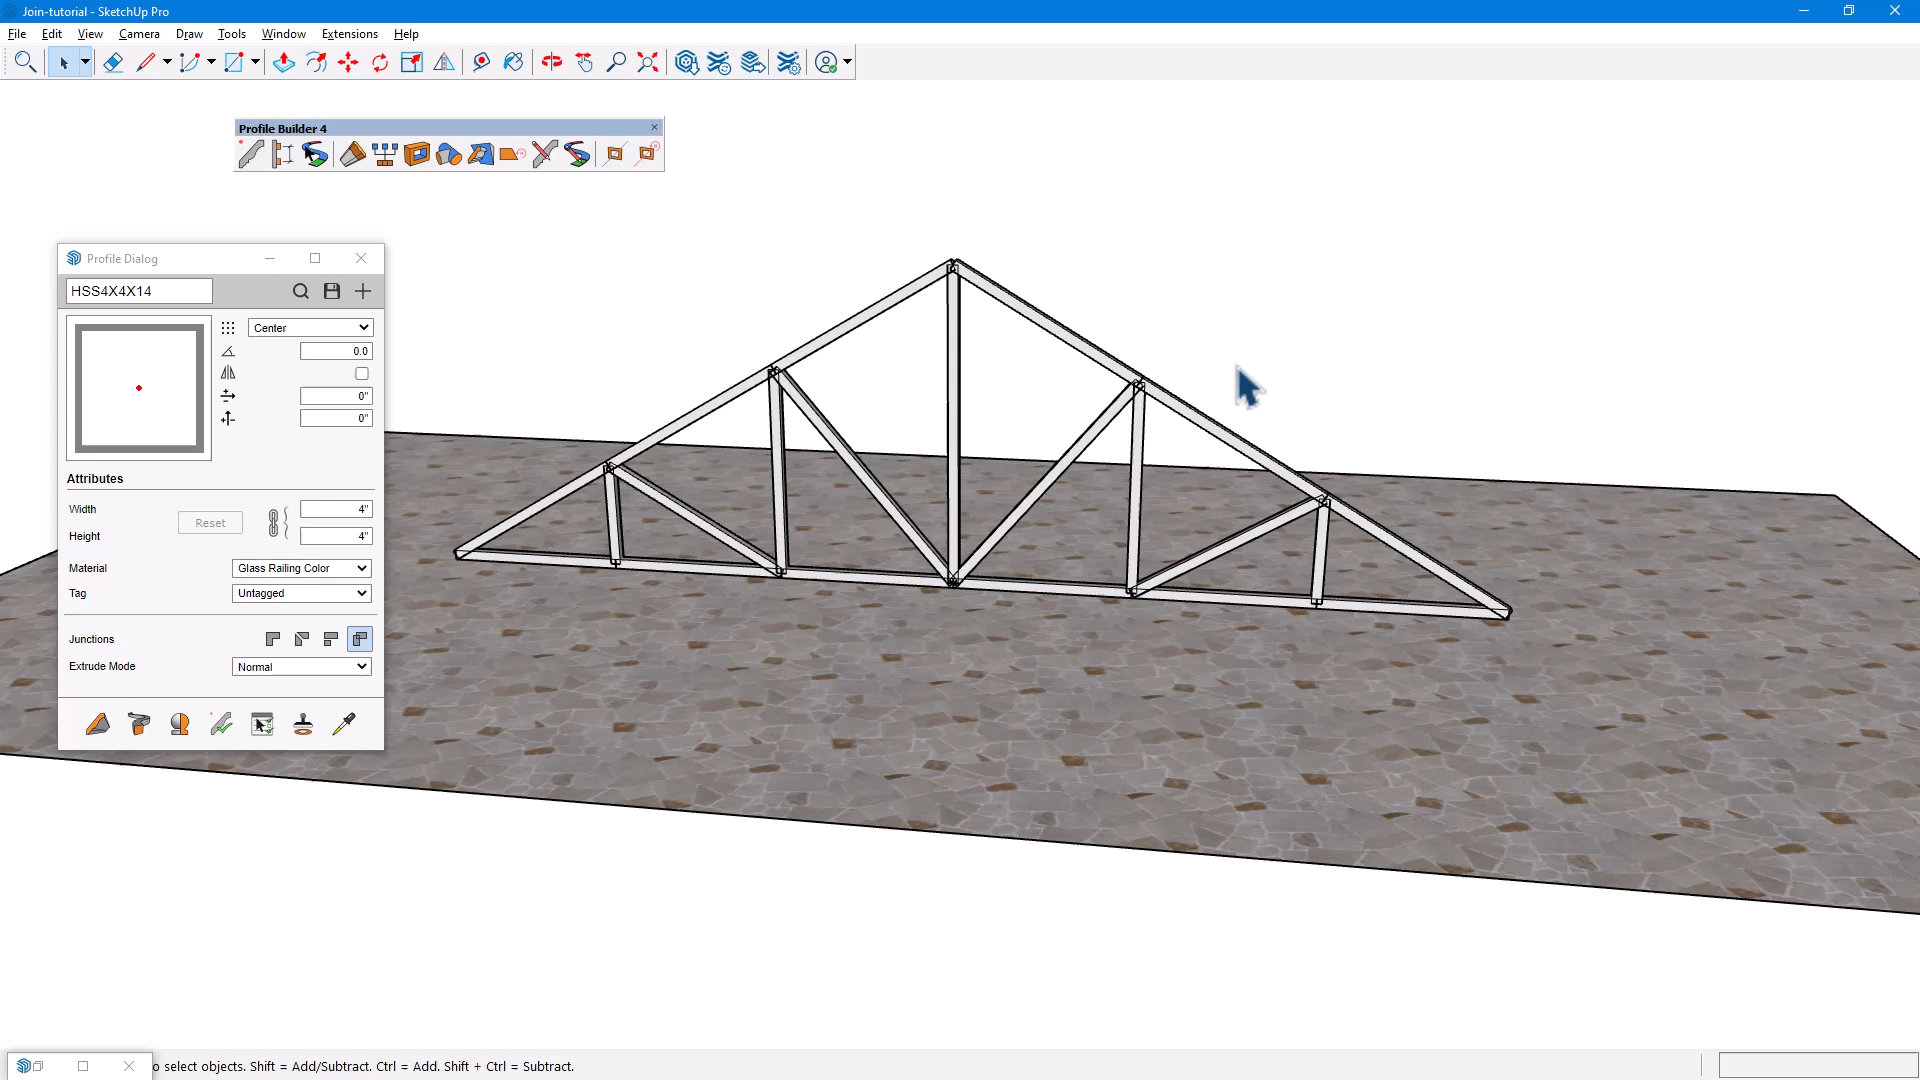 Join-tutorial - SketchUp Pro
File Edit View Camera Draw Tools Window Extensions Help
Profile Builder 4
Profile Dialog
HSS4X4X14
Center
0.0
0"
0"
Attributes
Width 4"
Reset
Height 4"
Material Glass Railing Color
Tag Untagged
Junctions
Extrude Mode Normal
o select objects. Shift = Add/Subtract. Ctrl = Add. Shift + Ctrl = Subtract.